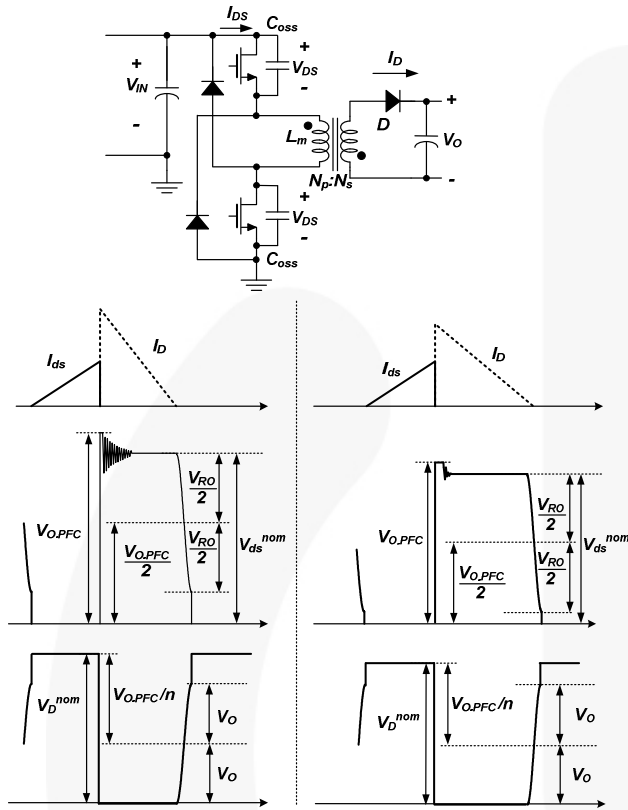 I_DS
C_oss
+
V_IN
-
+
V_DS
-
I_D
D
+
V_O
-
L_m
N_p:N_s
+
V_DS
-
C_oss
I_ds
I_D
V_O.PFC
V_O.PFC
2
V_RO
2
V_RO
2
V_ds^nom
V_D^nom
V_O.PFC/n
V_O
V_O
I_ds
I_D
V_O.PFC
V_O.PFC
2
V_RO
2
V_RO
2
V_ds^nom
V_D^nom
V_O.PFC/n
V_O
V_O